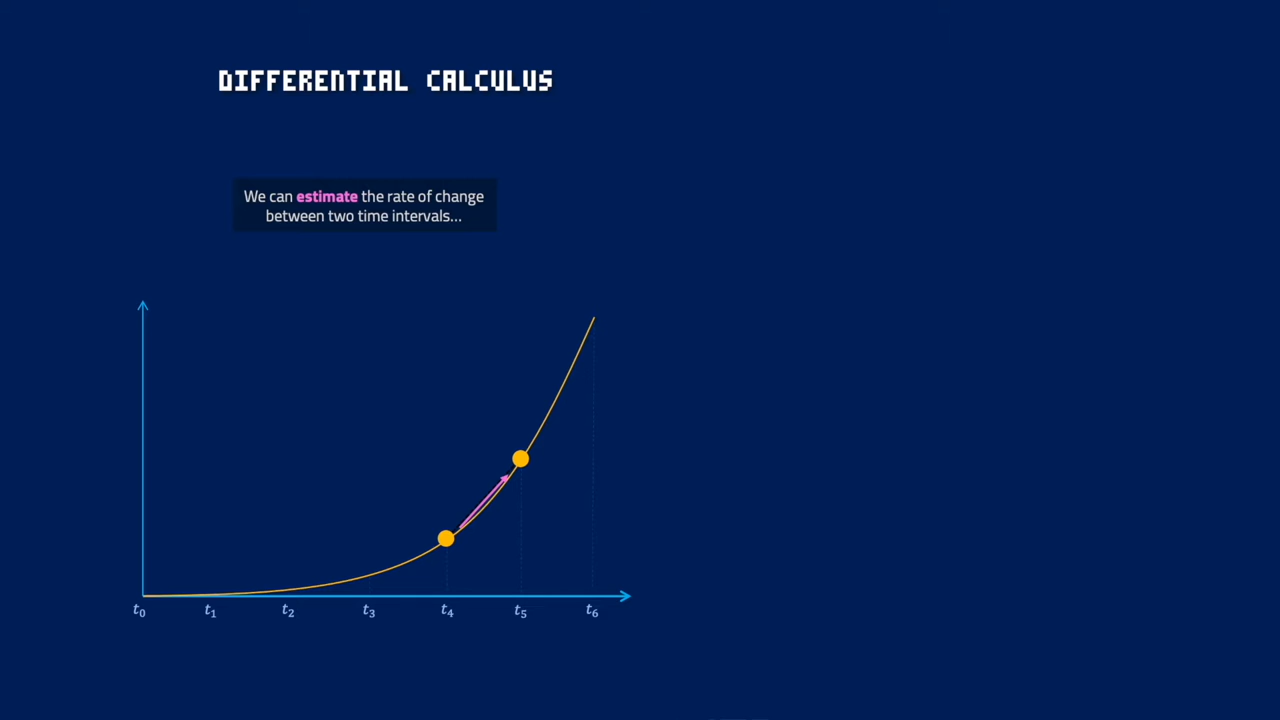 DIFFERENTIAL CALCULUS
We can estimate the rate of change
between two time intervals...
t₀ t₁ t₂ t₃ t₄ t₅ t₆